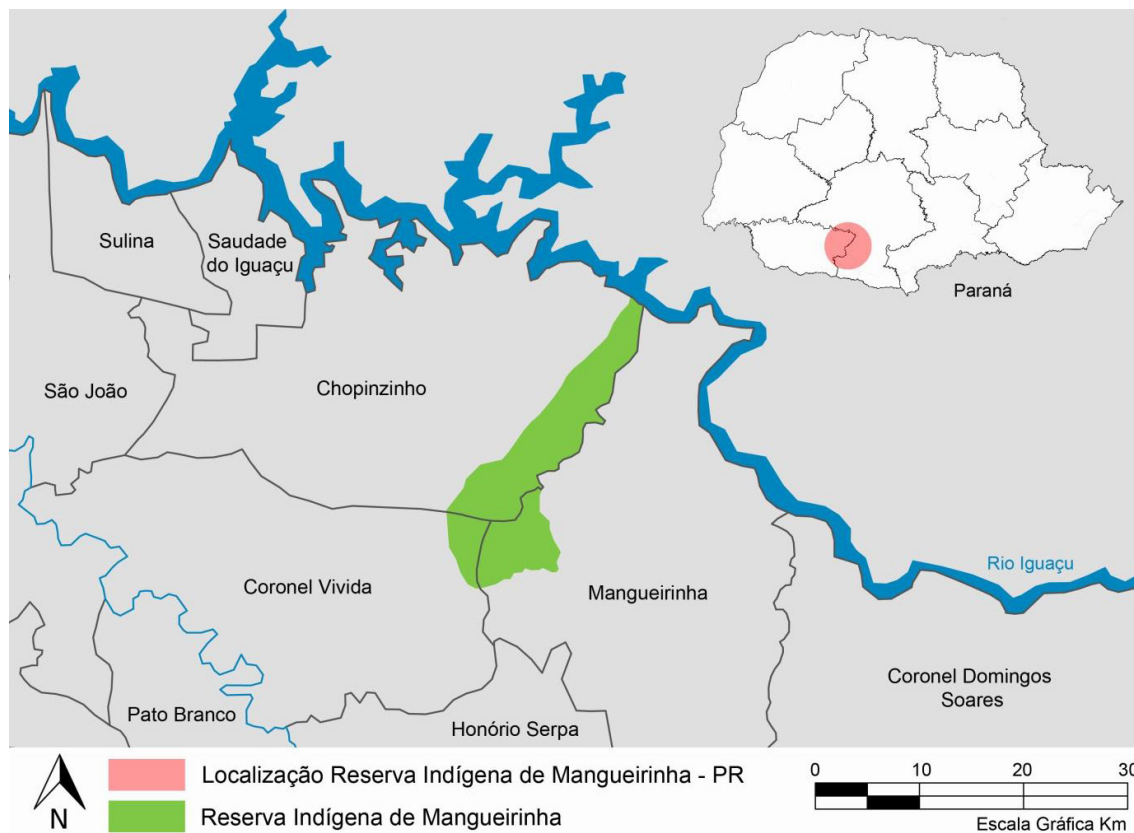 Sulina
Saudade
do Iguaçu
Paraná
São João
Chopinzinho
Rio Iguaçu
Coronel Vivida
Mangueirinha
Coronel Domingos
Soares
Pato Branco
Honório Serpa
N
Localização Reserva Indígena de Mangueirinha - PR
Reserva Indígena de Mangueirinha
0 10 20 30
Escala Gráfica Km